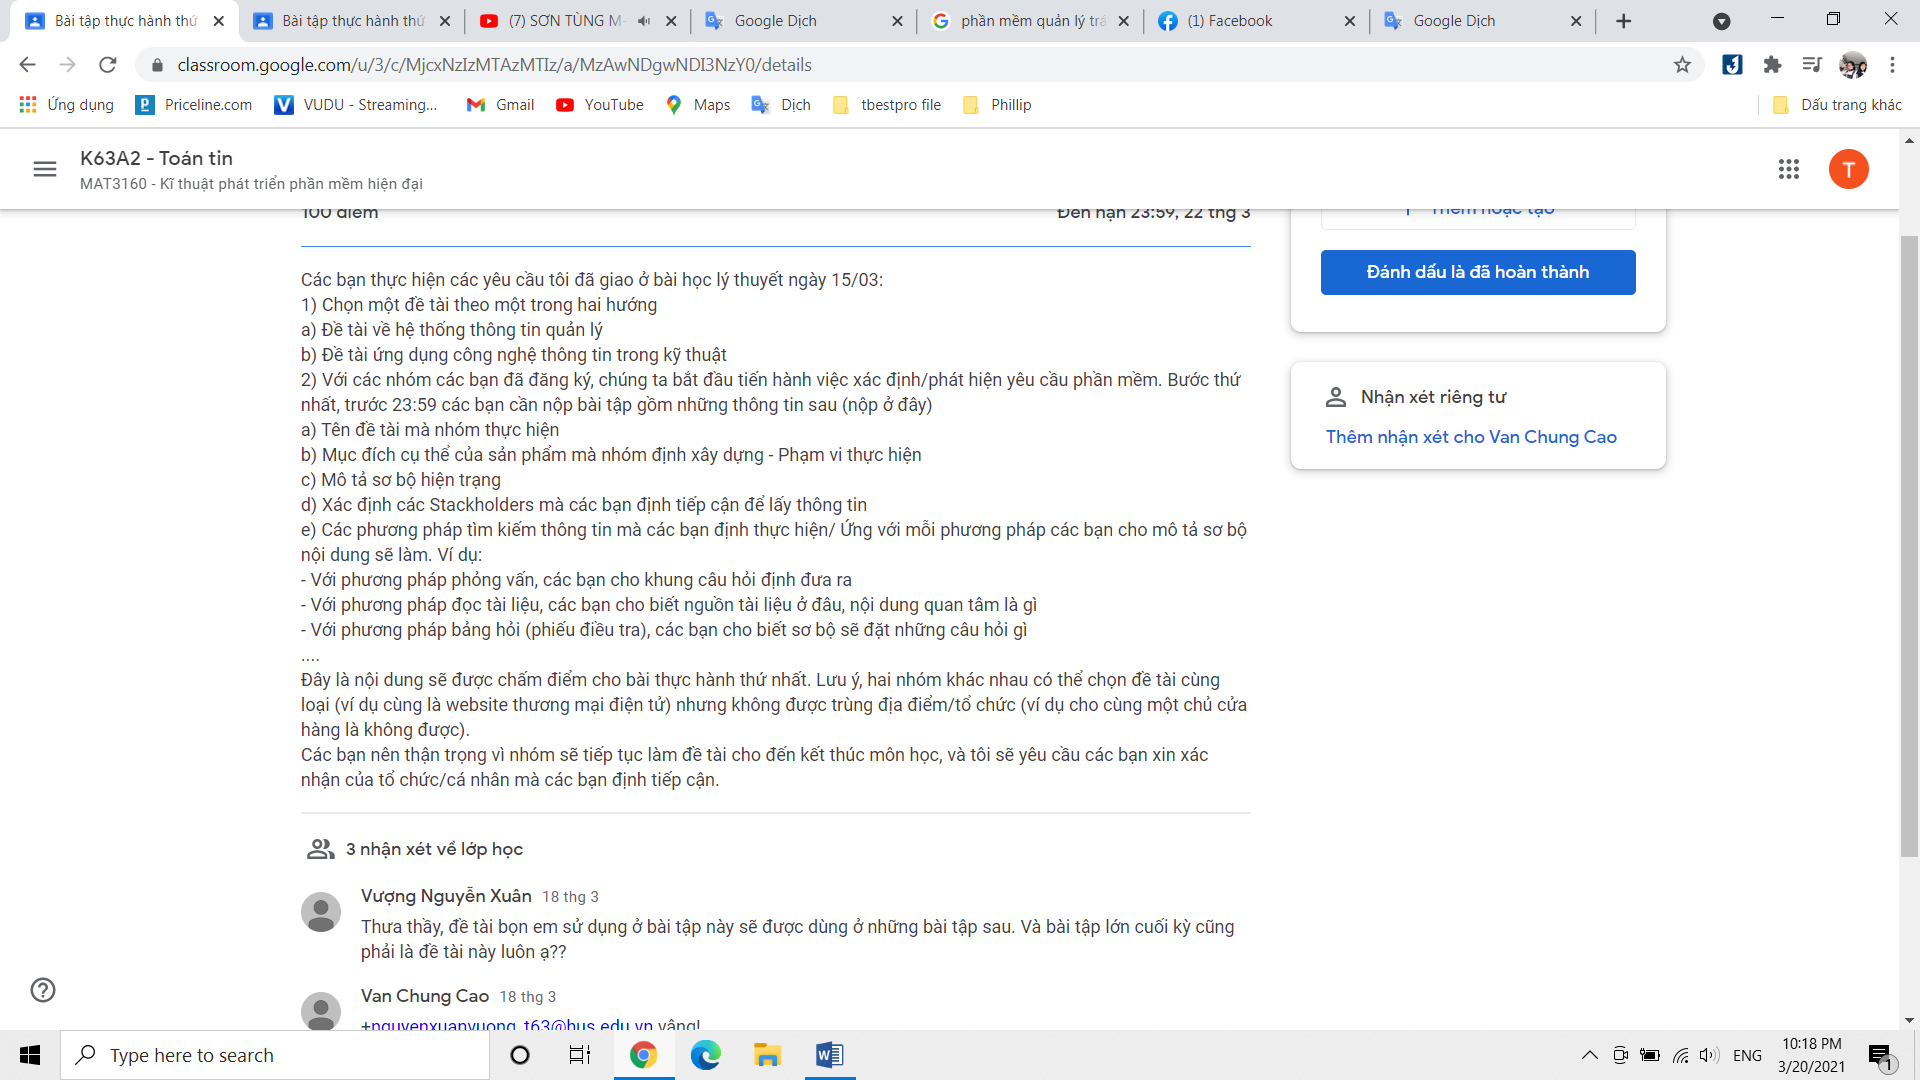 Bài tập thực hành thứ
Bài tập thực hành thứ
(7) SƠN TÙNG M-
Google Dịch
phần mềm quản lý trá
(1) Facebook
Google Dịch
classroom.google.com/u/3/c/MjcxNzIzMTAzMTIz/a/MzAwNDgwNDI3NzY0/details
Ứng dụng
Priceline.com
VUDU - Streaming...
Gmail
YouTube
Maps
Dịch
tbestpro file
Phillip
Dấu trang khác
K63A2 - Toán tin
MAT3160 - Kĩ thuật phát triển phần mềm hiện đại
T
100 điểm
Đến hạn 23:59, 22 thg 3
Thêm hoặc tạo
Đánh dấu là đã hoàn thành
Các bạn thực hiện các yêu cầu tôi đã giao ở bài học lý thuyết ngày 15/03:
1) Chọn một đề tài theo một trong hai hướng
a) Đề tài về hệ thống thông tin quản lý
b) Đề tài ứng dụng công nghệ thông tin trong kỹ thuật
2) Với các nhóm các bạn đã đăng ký, chúng ta bắt đầu tiến hành việc xác định/phát hiện yêu cầu phần mềm. Bước thứ
nhất, trước 23:59 các bạn cần nộp bài tập gồm những thông tin sau (nộp ở đây)
a) Tên đề tài mà nhóm thực hiện
b) Mục đích cụ thể của sản phẩm mà nhóm định xây dựng - Phạm vi thực hiện
c) Mô tả sơ bộ hiện trạng
d) Xác định các Stackholders mà các bạn định tiếp cận để lấy thông tin
e) Các phương pháp tìm kiếm thông tin mà các bạn định thực hiện/ Ứng với mỗi phương pháp các bạn cho mô tả sơ bộ
nội dung sẽ làm. Ví dụ:
- Với phương pháp phỏng vấn, các bạn cho khung câu hỏi định đưa ra
- Với phương pháp đọc tài liệu, các bạn cho biết nguồn tài liệu ở đâu, nội dung quan tâm là gì
- Với phương pháp bảng hỏi (phiếu điều tra), các bạn cho biết sơ bộ sẽ đặt những câu hỏi gì
....
Đây là nội dung sẽ được chấm điểm cho bài thực hành thứ nhất. Lưu ý, hai nhóm khác nhau có thể chọn đề tài cùng
loại (ví dụ cùng là website thương mại điện tử) nhưng không được trùng địa điểm/tổ chức (ví dụ cho cùng một chủ cửa
hàng là không được).
Các bạn nên thận trọng vì nhóm sẽ tiếp tục làm đề tài cho đến kết thúc môn học, và tôi sẽ yêu cầu các bạn xin xác
nhận của tổ chức/cá nhân mà các bạn định tiếp cận.
Nhận xét riêng tư
Thêm nhận xét cho Van Chung Cao
3 nhận xét về lớp học
Vượng Nguyễn Xuân 18 thg 3
Thưa thầy, đề tài bọn em sử dụng ở bài tập này sẽ được dùng ở những bài tập sau. Và bài tập lớn cuối kỳ cũng
phải là đề tài này luôn ạ??
Van Chung Cao 18 thg 3
+nguyenxuanvuong_t63@hus.edu.vn vâng!
Type here to search
ENG
10:18 PM
3/20/2021
1